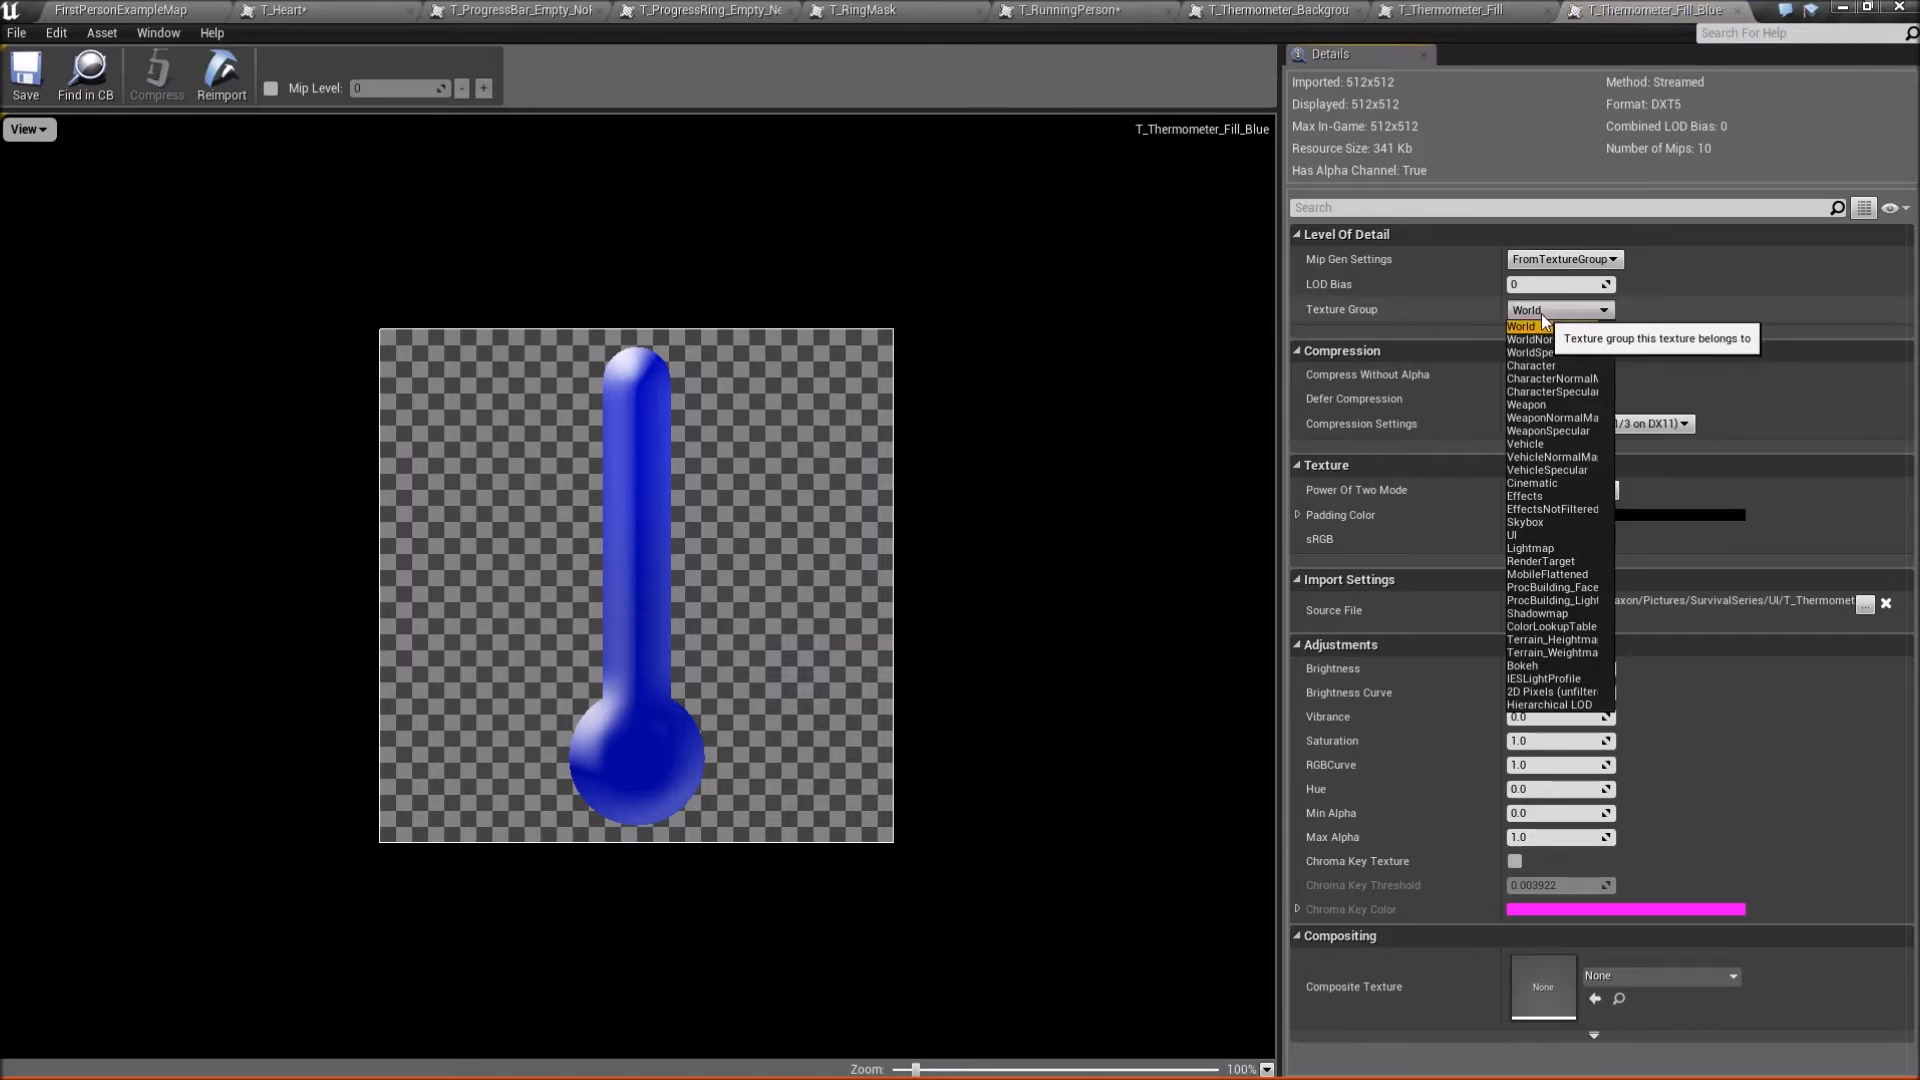 FirstPersonExampleMap
T_Heart*
T_ProgressBar_Empty_NoF
T_ProgressRing_Empty_Ne
T_RingMask
T_RunningPerson*
T_Thermometer_Backgrou
T_Thermometer_Fill
T_Thermometer_Fill_Blue
File Edit Asset Window Help
Search For Help
Save
Find in CB
Compress
Reimport
Mip Level: 0
- +
View
T_Thermometer_Fill_Blue
Details
Imported: 512x512
Method: Streamed
Displayed: 512x512
Format: DXT5
Max In-Game: 512x512
Combined LOD Bias: 0
Resource Size: 341 Kb
Number of Mips: 10
Has Alpha Channel: True
Search
Level Of Detail
Mip Gen Settings
FromTextureGroup
LOD Bias
0
Texture Group
World
World
WorldNor
WorldSpe
Character
CharacterNormalM
CharacterSpecular
Weapon
WeaponNormalMa
WeaponSpecular
Vehicle
VehicleNormalMap
VehicleSpecular
Cinematic
Effects
EffectsNotFiltered
Skybox
UI
Lightmap
RenderTarget
MobileFlattened
ProcBuilding_Face
ProcBuilding_Light
Shadowmap
ColorLookupTable
Terrain_Heightmap
Terrain_Weightma
Bokeh
IESLightProfile
2D Pixels (unfilter
Hierarchical LOD
Texture group this texture belongs to
Compression
Compress Without Alpha
Defer Compression
Compression Settings
1/3 on DX11)
Texture
Power Of Two Mode
Padding Color
sRGB
Import Settings
Source File
axon/Pictures/SurvivalSeries/UI/T_Thermomet
...
Adjustments
Brightness
Brightness Curve
Vibrance
0.0
Saturation
1.0
RGBCurve
1.0
Hue
0.0
Min Alpha
0.0
Max Alpha
1.0
Chroma Key Texture
Chroma Key Threshold
0.003922
Chroma Key Color
Compositing
Composite Texture
None
None
Zoom:
100%